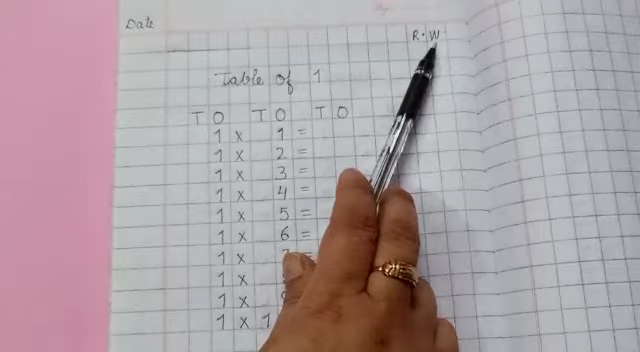 Date
R.W
Table of 1
T O T O T O
1 x 1 =
1 x 2 =
1 x 3 =
1 x 4 =
1 x 5 =
1 x 6 =
1 x 7 =
1 x
1 x
1 x 1